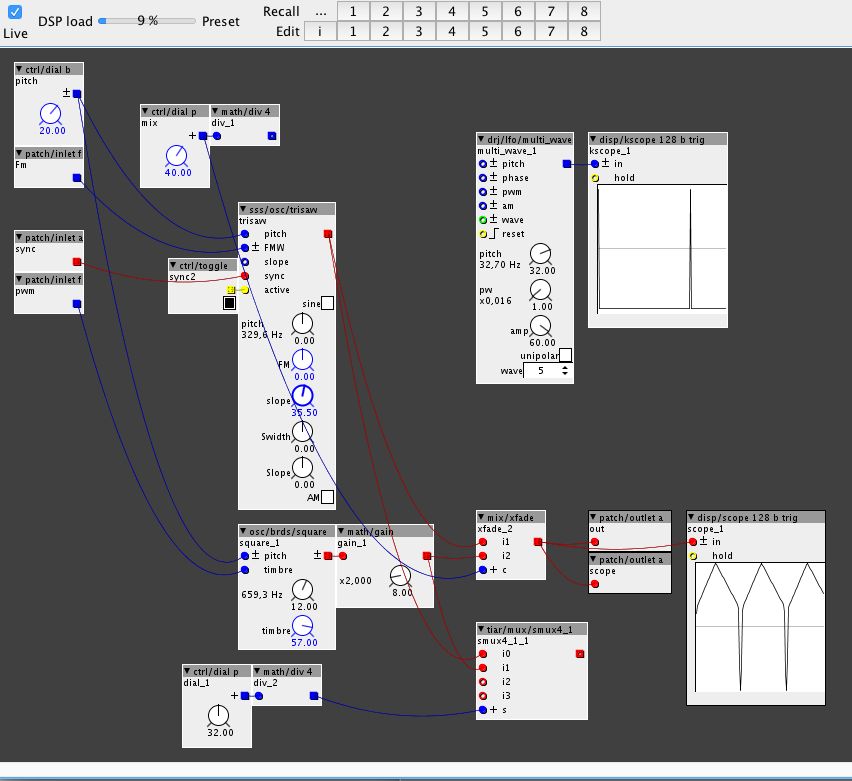 Live
DSP load
9 %
Preset
Recall ... 1 2 3 4 5 6 7 8
Edit i 1 2 3 4 5 6 7 8
ctrl/dial b
pitch
±
20.00
patch/inlet f
Fm
ctrl/dial p
mix
+
40.00
math/div 4
div_1
patch/inlet a
sync
patch/inlet f
pwm
ctrl/toggle
sync2
sss/osc/trisaw
trisaw
pitch
± FMW
slope
sync
active
sine
pitch
329,6 Hz
0.00
FM
0.00
slope
35.50
Swidth
0.00
Slope
0.00
AM
drj/lfo/multi_wave
multi_wave_1
± pitch
± phase
± pwm
± am
± wave
reset
pitch
32,70 Hz
32.00
pw
x0,016
1.00
amp
60.00
unipolar
wave 5
disp/kscope 128 b trig
kscope_1
± in
hold
osc/brds/square
square_1
± pitch ±
timbre
659,3 Hz
12.00
timbre
57.00
math/gain
gain_1
x2,000
8.00
mix/xfade
xfade_2
i1
i2
+ c
patch/outlet a
out
patch/outlet a
scope
disp/scope 128 b trig
scope_1
± in
hold
tiar/mux/smux4_1
smux4_1_1
i0
i1
i2
i3
+ s
ctrl/dial p
dial_1
+
32.00
math/div 4
div_2